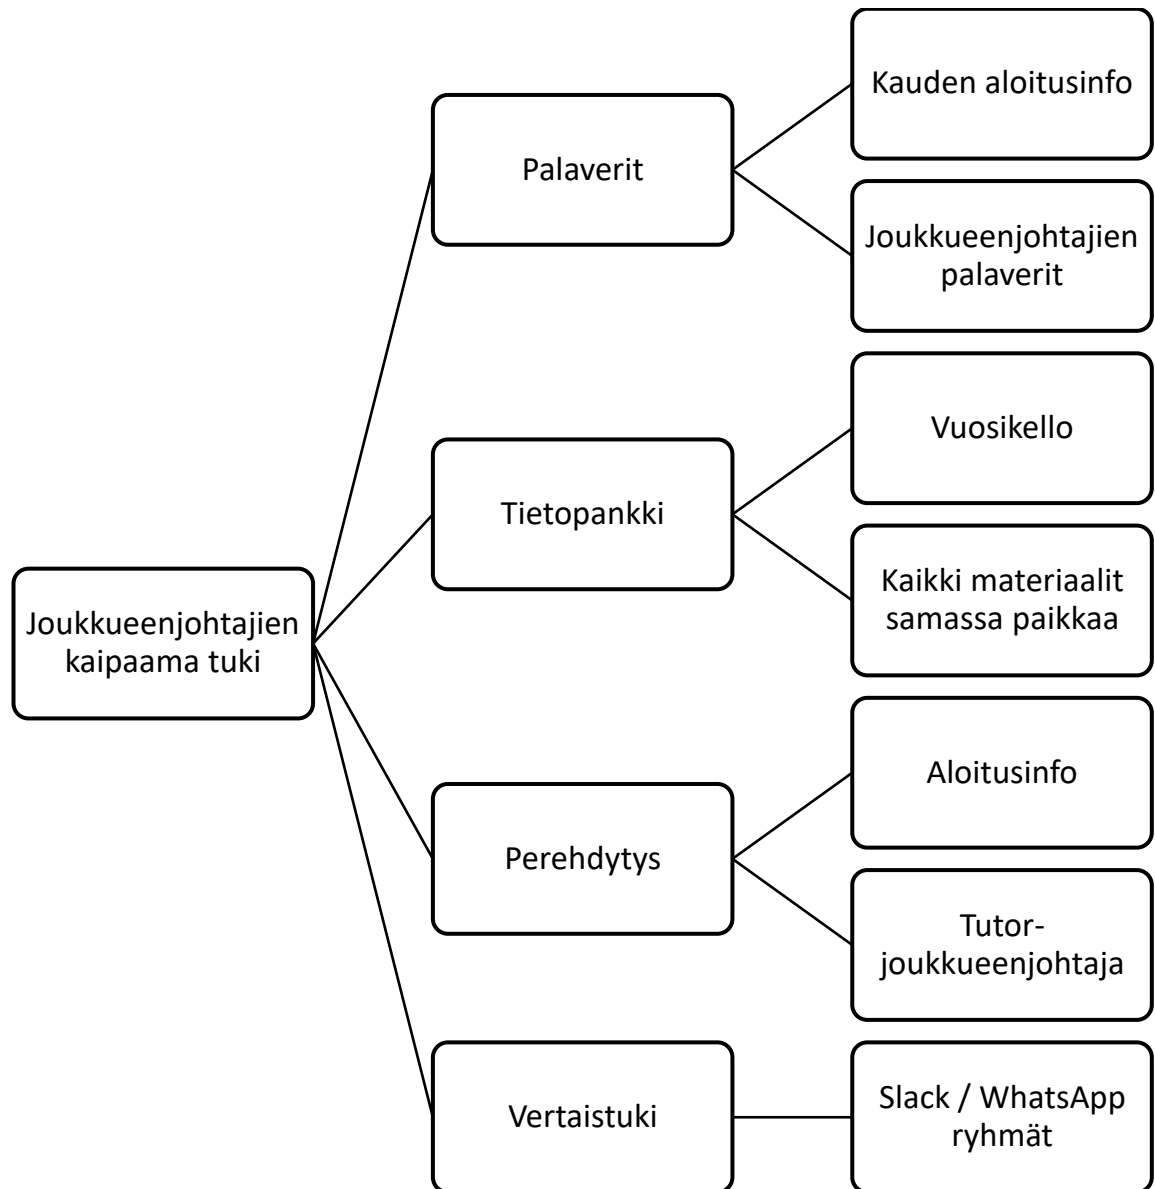 Kauden aloitusinfo
Palaverit
Joukkueenjohtajien
palaverit
Vuosikello
Tietopankki
Kaikki materiaalit
samassa paikkaa
Joukkueenjohtajien
kaipaama tuki
Aloitusinfo
Perehdytys
Tutor-
joukkueenjohtaja
Vertaistuki
Slack / WhatsApp
ryhmät